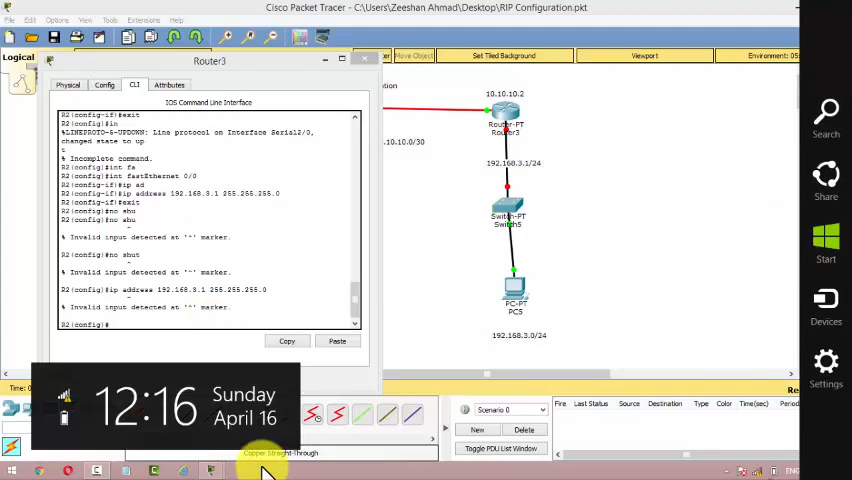 Cisco Packet Tracer - C:\Users\Zeeshan Ahmad\Desktop\RIP Configuration.pkt
File Edit Options View Tools Extensions Help
Logical
Move Object
Set Tiled Background
Viewport
Environment: 05
Router3
Physical Config CLI Attributes
IOS Command Line Interface
R2(config-if)#exit
R2(config)#in
%LINEPROTO-5-UPDOWN: Line protocol on Interface Serial2/0,
changed state to up
t
% Incomplete command.
R2(config)#int fa
R2(config)#int fastEthernet 0/0
R2(config-if)#ip ad
R2(config-if)#ip address 192.168.3.1 255.255.255.0
R2(config-if)#exit
R2(config)#no shu
R2(config)#no shu
^
% Invalid input detected at '^' marker.
R2(config)#no shut
^
% Invalid input detected at '^' marker.
R2(config)#ip address 192.168.3.1 255.255.255.0
^
% Invalid input detected at '^' marker.
R2(config)#
Copy Paste
ation
10.10.10.2
Router-PT
Router3
.10.10.0/30
192.168.3.1/24
Switch-PT
Switch5
PC-PT
PC5
192.168.3.0/24
Search
Share
Start
Devices
Settings
Time: 0
12:16
Sunday
April 16
Copper Straight-Through
Scenario 0
New Delete
Toggle PDU List Window
Fire Last Status Source Destination Type
ENG